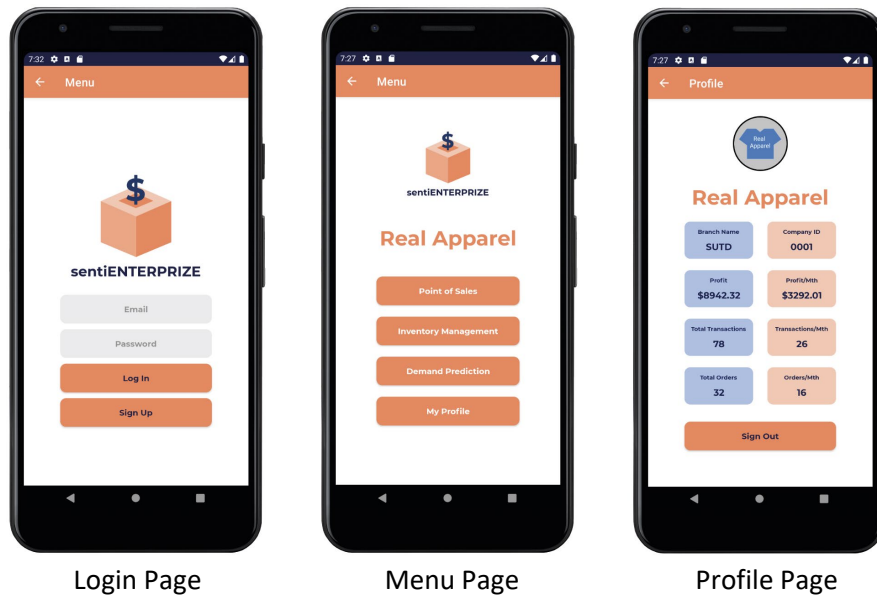 7:32
Menu
$
sentiENTERPRIZE
Email
Password
Log In
Sign Up
Login Page
7:27
Menu
$
sentiENTERPRIZE
Real Apparel
Point of Sales
Inventory Management
Demand Prediction
My Profile
Menu Page
7:27
Profile
Real
Apparel
Real Apparel
Branch Name
SUTD
Company ID
0001
Profit
$8942.32
Profit/Mth
$3292.01
Total Transactions
78
Transactions/Mth
26
Total Orders
32
Orders/Mth
16
Sign Out
Profile Page